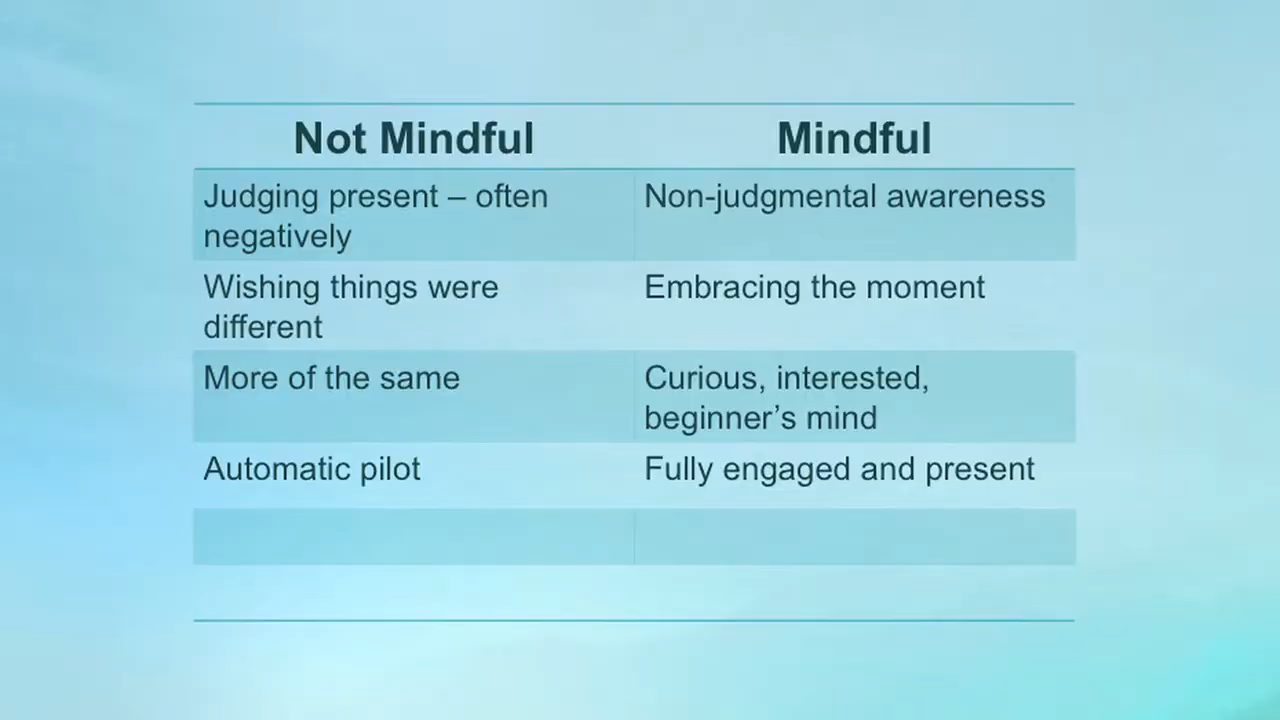 Not Mindful
Mindful
Judging present – often
negatively
Non-judgmental awareness
Wishing things were
different
Embracing the moment
More of the same
Curious, interested,
beginner’s mind
Automatic pilot
Fully engaged and present